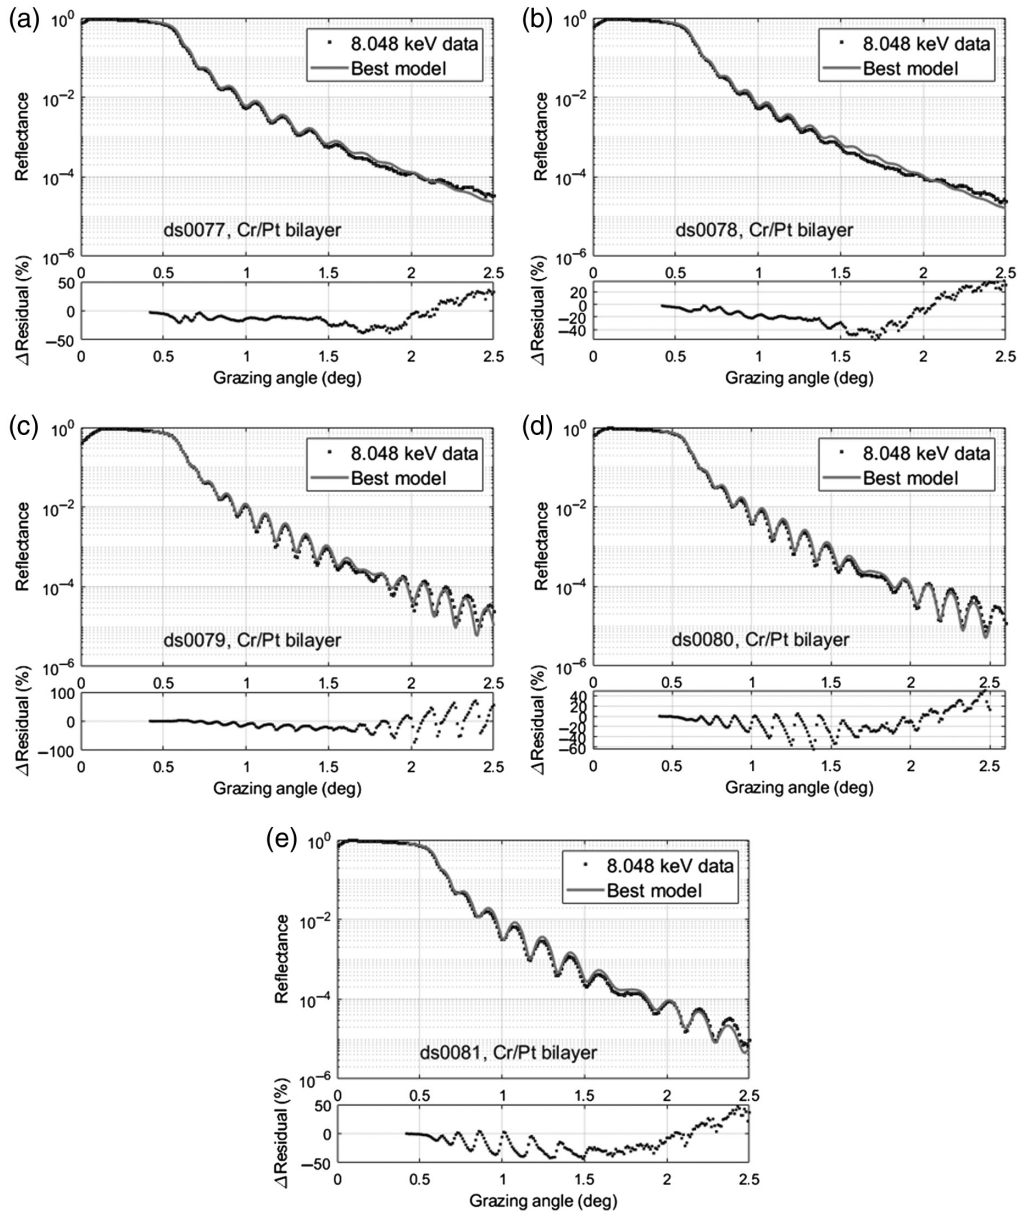 (a)
10⁰
10⁻²
10⁻⁴
10⁻⁶
Reflectance
8.048 keV data
Best model
ds0077, Cr/Pt bilayer
0 0.5 1 1.5 2 2.5
ΔResidual (%)
50
0
−50
0 0.5 1 1.5 2 2.5
Grazing angle (deg)
(b)
10⁰
10⁻²
10⁻⁴
10⁻⁶
Reflectance
8.048 keV data
Best model
ds0078, Cr/Pt bilayer
0 0.5 1 1.5 2 2.5
ΔResidual (%)
20
0
−20
−40
0 0.5 1 1.5 2 2.5
Grazing angle (deg)
(c)
10⁰
10⁻²
10⁻⁴
10⁻⁶
Reflectance
8.048 keV data
Best model
ds0079, Cr/Pt bilayer
0 0.5 1 1.5 2 2.5
ΔResidual (%)
100
0
−100
0 0.5 1 1.5 2 2.5
Grazing angle (deg)
(d)
10⁰
10⁻²
10⁻⁴
10⁻⁶
Reflectance
8.048 keV data
Best model
ds0080, Cr/Pt bilayer
0 0.5 1 1.5 2 2.5
ΔResidual (%)
40
20
0
−20
−40
−60
0 0.5 1 1.5 2 2.5
Grazing angle (deg)
(e)
10⁰
10⁻²
10⁻⁴
10⁻⁶
Reflectance
8.048 keV data
Best model
ds0081, Cr/Pt bilayer
0 0.5 1 1.5 2 2.5
ΔResidual (%)
50
0
−50
0 0.5 1 1.5 2 2.5
Grazing angle (deg)